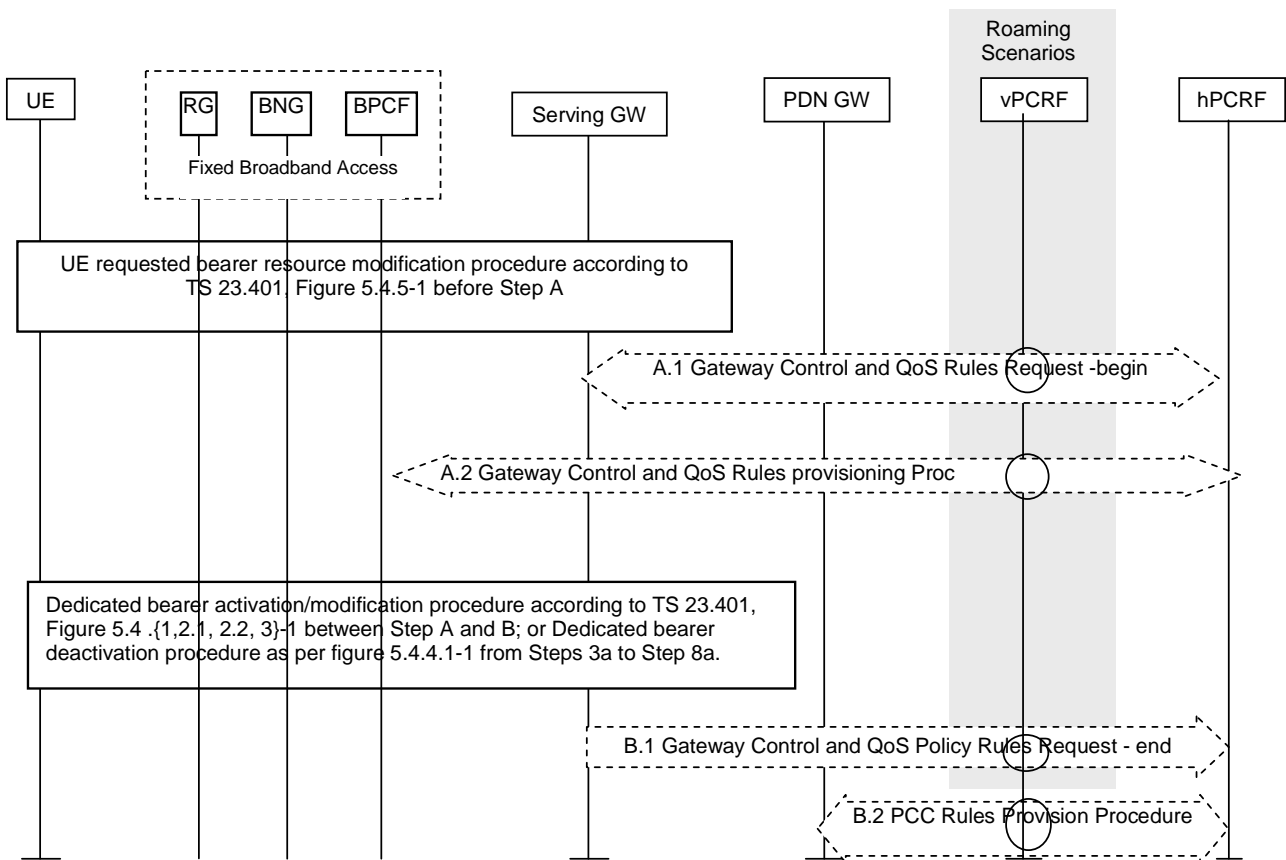 Roaming
Scenarios
UE
RG
BNG
BPCF
Serving GW
PDN GW
vPCRF
hPCRF
Fixed Broadband Access
UE requested bearer resource modification procedure according to
TS 23.401, Figure 5.4.5-1 before Step A
A.1 Gateway Control and QoS Rules Request -begin
A.2 Gateway Control and QoS Rules provisioning Proc
Dedicated bearer activation/modification procedure according to TS 23.401,
Figure 5.4 .{1,2.1, 2.2, 3}-1 between Step A and B; or Dedicated bearer
deactivation procedure as per figure 5.4.4.1-1 from Steps 3a to Step 8a.
B.1 Gateway Control and QoS Policy Rules Request - end
B.2 PCC Rules Provision Procedure